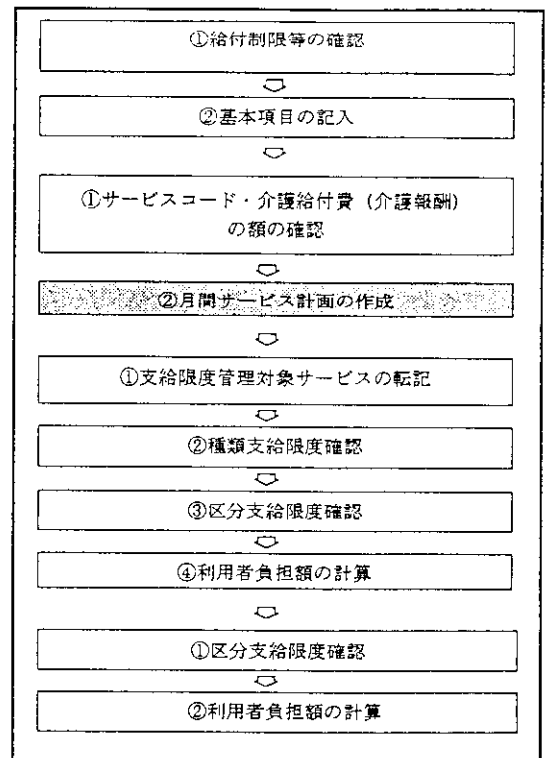 ①給付制限等の確認
②基本項目の記入
①サービスコード・介護給付費（介護報酬）
の額の確認
②月間サービス計画の作成
①支給限度管理対象サービスの転記
②種類支給限度確認
③区分支給限度確認
④利用者負担額の計算
①区分支給限度確認
②利用者負担額の計算